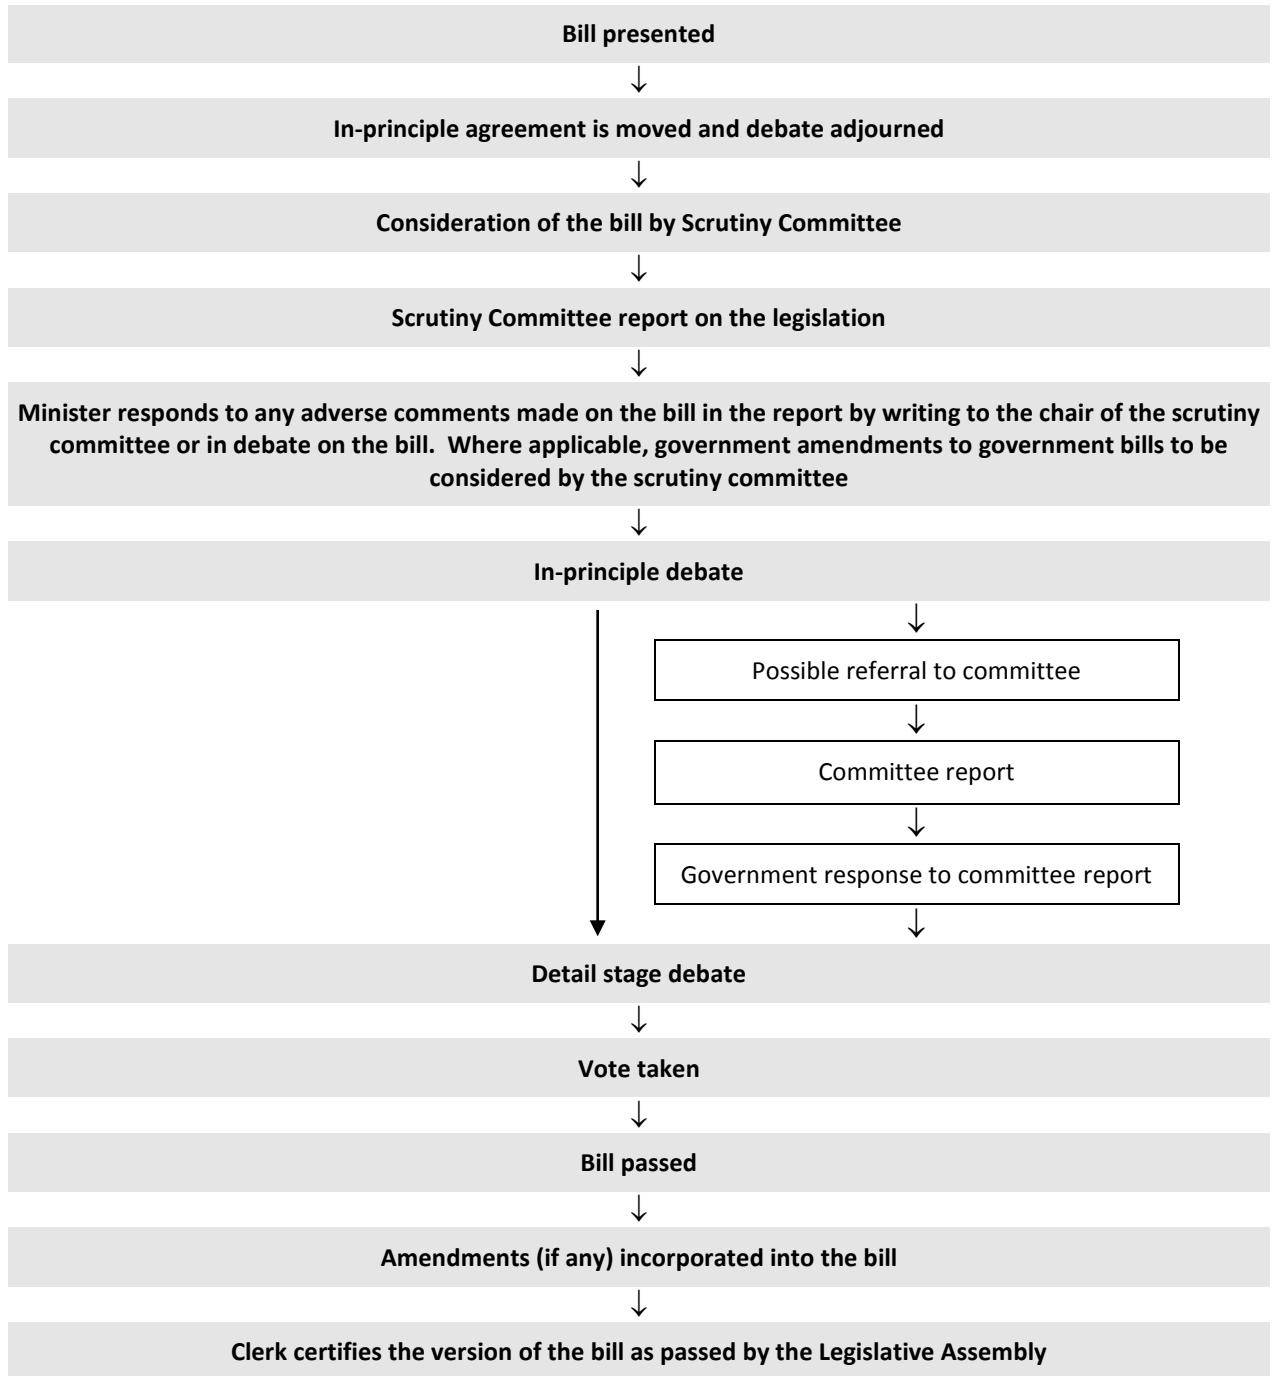 Bill presented
↓
In-principle agreement is moved and debate adjourned
↓
Consideration of the bill by Scrutiny Committee
↓
Scrutiny Committee report on the legislation
↓
Minister responds to any adverse comments made on the bill in the report by writing to the chair of the scrutiny
committee or in debate on the bill.  Where applicable, government amendments to government bills to be
considered by the scrutiny committee
↓
In-principle debate
↓
Possible referral to committee
↓
Committee report
↓
Government response to committee report
↓
Detail stage debate
↓
Vote taken
↓
Bill passed
↓
Amendments (if any) incorporated into the bill
↓
Clerk certifies the version of the bill as passed by the Legislative Assembly